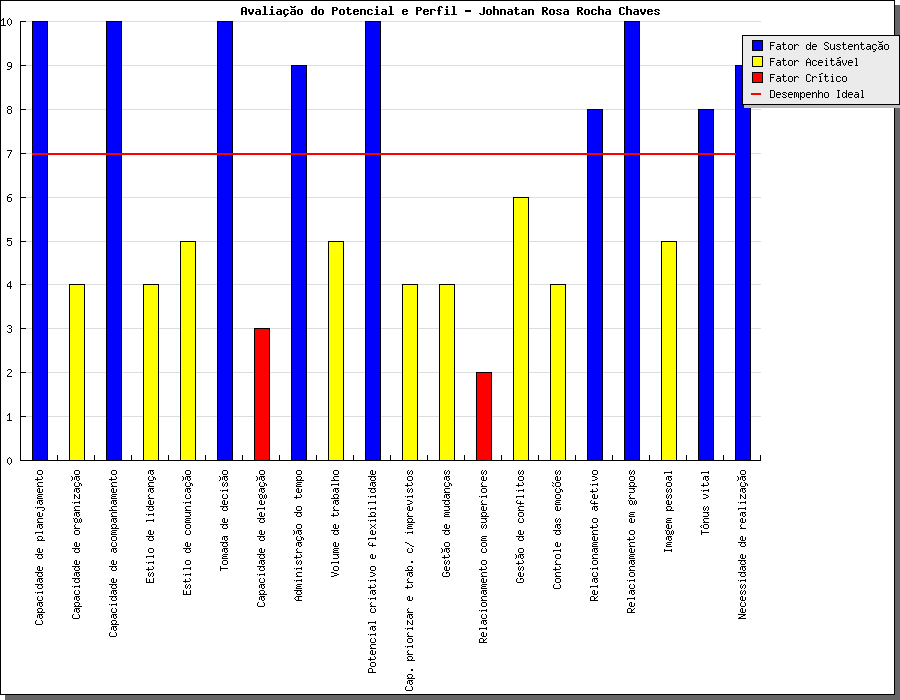 Avaliação do Potencial e Perfil - Johnatan Rosa Rocha Chaves
Fator de Sustentação
Fator Aceitável
Fator Crítico
Desempenho Ideal
10
9
8
7
6
5
4
3
2
1
0
Capacidade de planejamento
Capacidade de organização
Capacidade de acompanhamento
Estilo de liderança
Estilo de comunicação
Tomada de decisão
Capacidade de delegação
Administração do tempo
Volume de trabalho
Potencial criativo e flexibilidade
Cap. priorizar e trab. c/ imprevistos
Gestão de mudanças
Relacionamento com superiores
Gestão de conflitos
Controle das emoções
Relacionamento afetivo
Relacionamento em grupos
Imagem pessoal
Tônus vital
Necessidade de realização